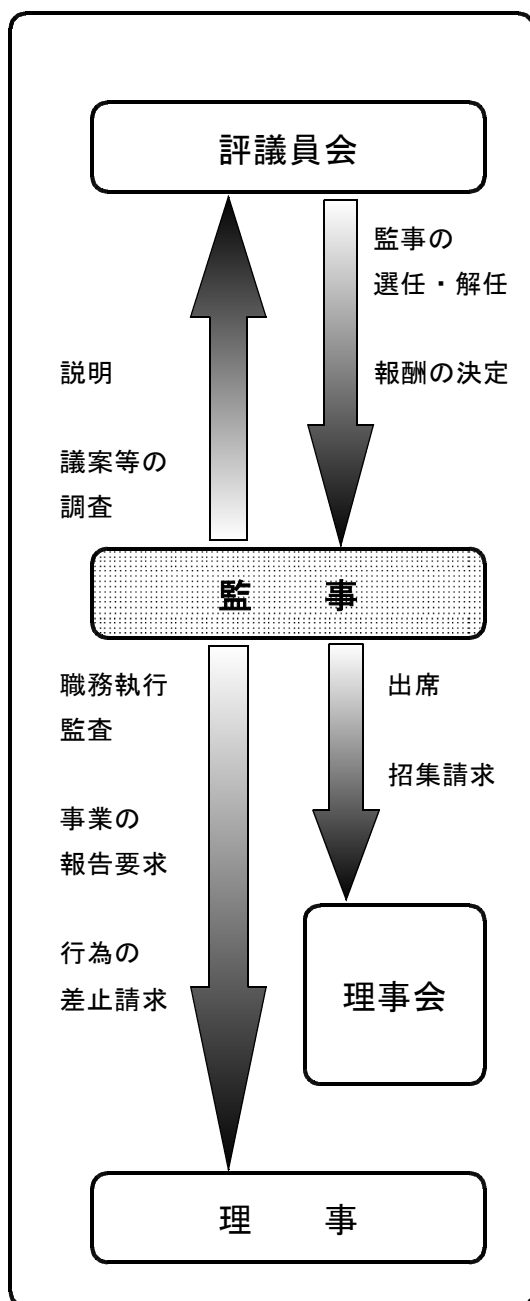 評議員会
監事の
選任・解任
説明
報酬の決定
議案等の
調査
監　　事
職務執行
監査
出席
招集請求
事業の
報告要求
行為の
差止請求
理事会
理　　事